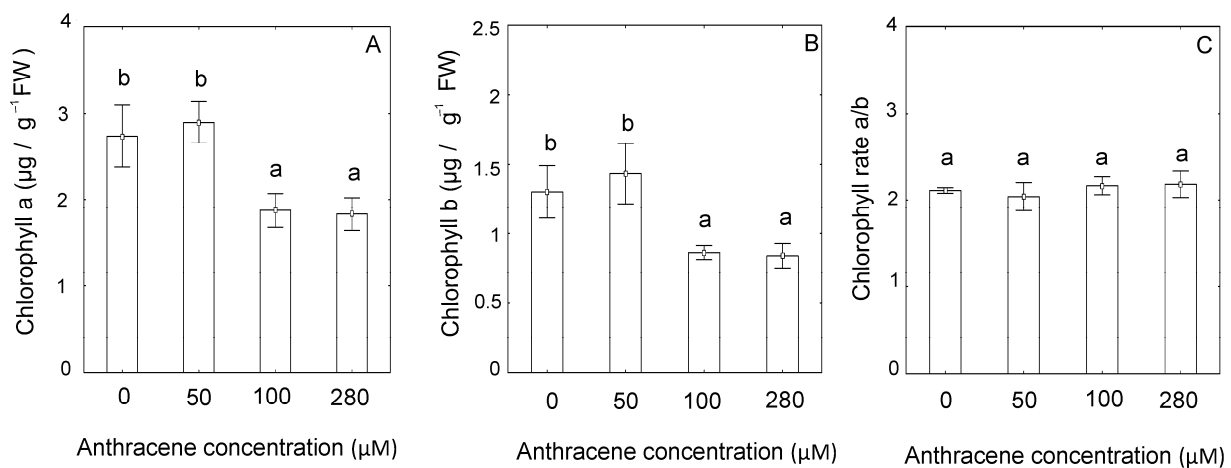 A
Chlorophyll a (µg / g⁻¹ FW )
4
3
2
1
0
b
b
a
a
0 50 100 280
Anthracene concentration (µM)
B
Chlorophyll b (µg / g⁻¹ FW)
2.5
2
1.5
1
0.5
0
b
b
a
a
0 50 100 280
Anthracene concentration (µM)
C
Chlorophyll rate a/b
4
3
2
1
0
a
a
a
a
0 50 100 280
Anthracene concentration (µM)